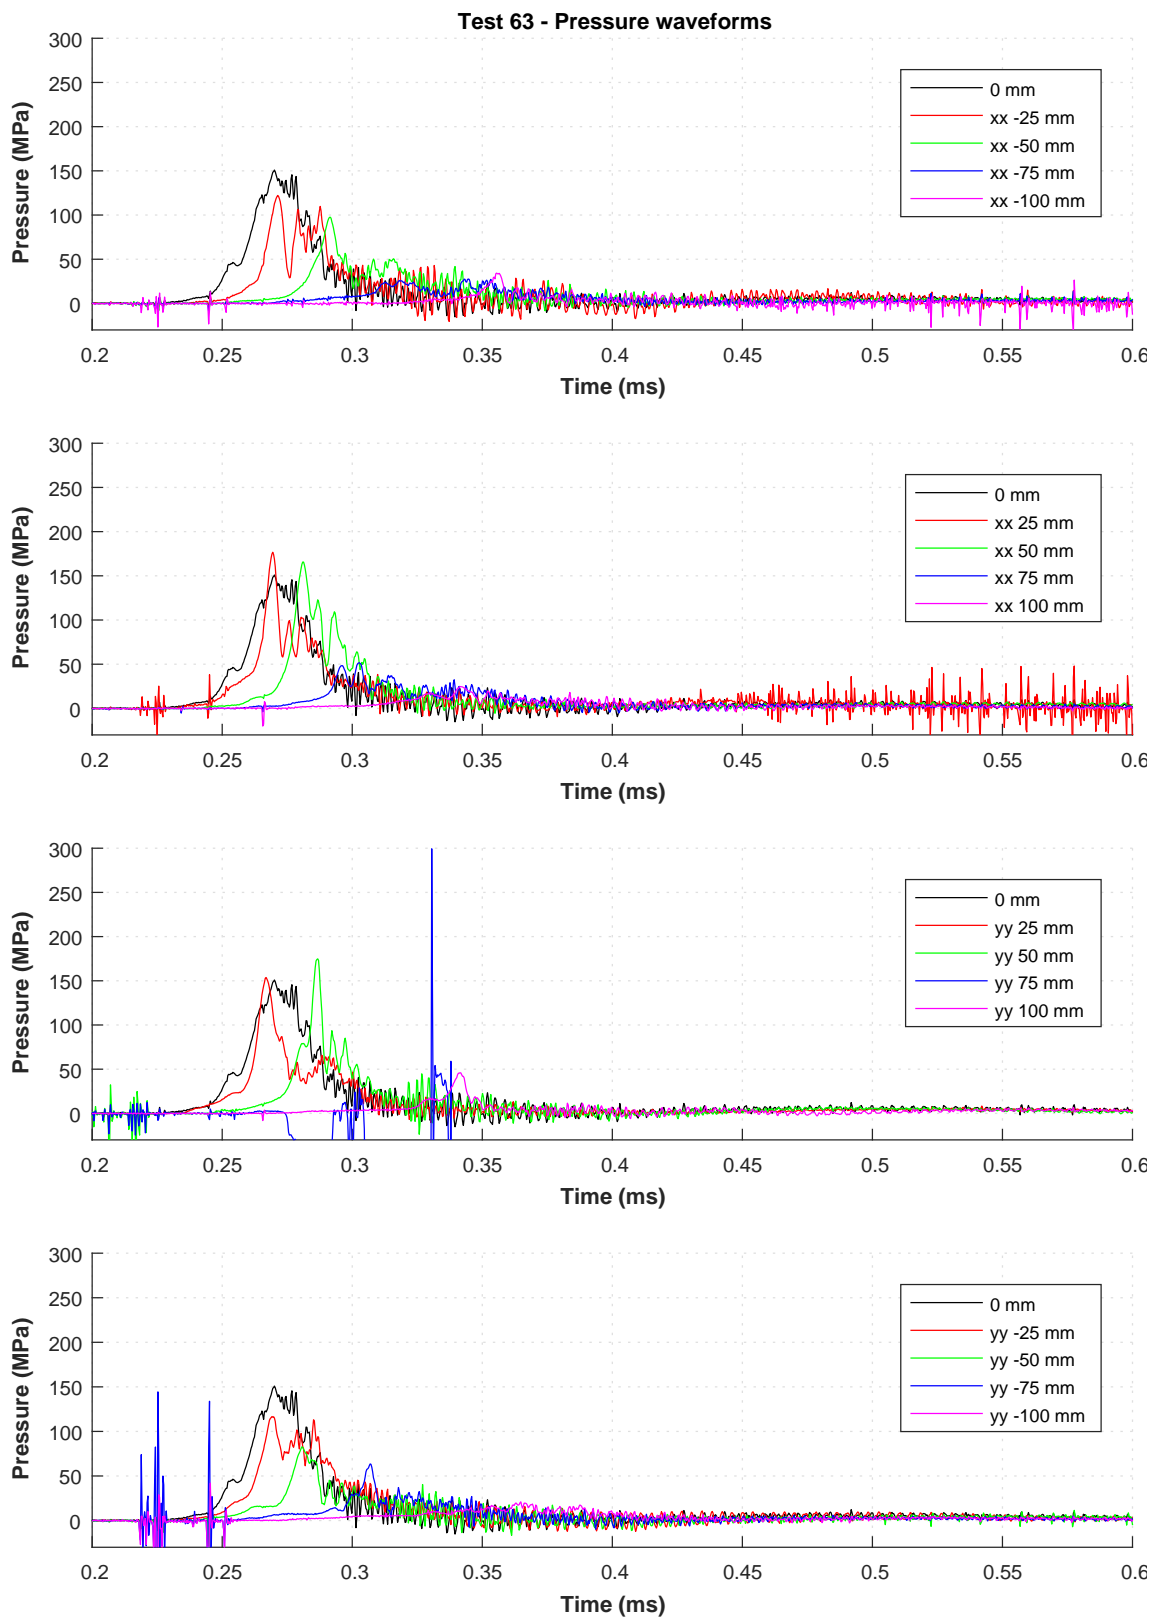 Test 63 - Pressure waveforms
300
250
200
150
100
50
0
Pressure (MPa)
0 mm
xx -25 mm
xx -50 mm
xx -75 mm
xx -100 mm
0.2 0.25 0.3 0.35 0.4 0.45 0.5 0.55 0.6
Time (ms)
300
250
200
150
100
50
0
Pressure (MPa)
0 mm
xx 25 mm
xx 50 mm
xx 75 mm
xx 100 mm
0.2 0.25 0.3 0.35 0.4 0.45 0.5 0.55 0.6
Time (ms)
300
250
200
150
100
50
0
Pressure (MPa)
0 mm
yy 25 mm
yy 50 mm
yy 75 mm
yy 100 mm
0.2 0.25 0.3 0.35 0.4 0.45 0.5 0.55 0.6
Time (ms)
300
250
200
150
100
50
0
Pressure (MPa)
0 mm
yy -25 mm
yy -50 mm
yy -75 mm
yy -100 mm
0.2 0.25 0.3 0.35 0.4 0.45 0.5 0.55 0.6
Time (ms)